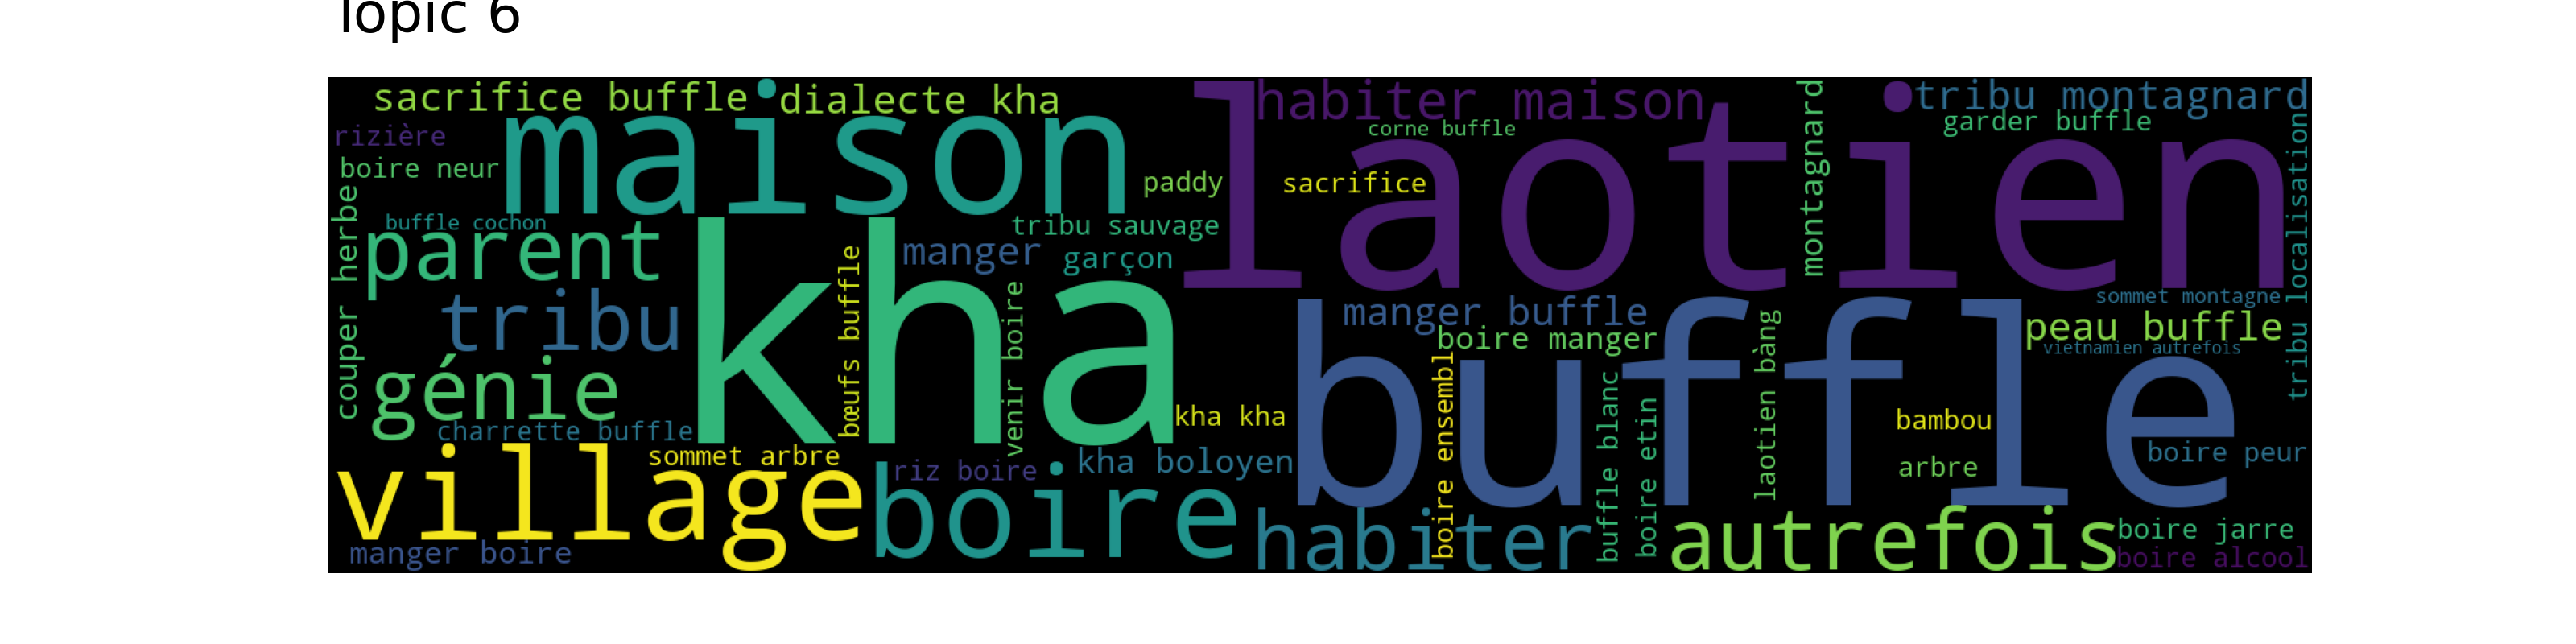 Topic 6
sacrifice buffle
dialecte kha
habiter maison
tribu montagnard
rizière
maison
corne buffle
garder buffle
boire neur
paddy
laotien
sacrifice
montagnard
tribu localisation
couper herbe
buffle cochon
parent
tribu sauvage
manger
garçon
kha
bœufs buffle
venir boire
tribu
manger buffle
boire manger
sommet montagne
peau buffle
vietnamien autrefois
génie
charrette buffle
kha kha
buffle
boire ensembl
buffle blanc
boire etin
laotien bàng
bambou
arbre
boire peur
village
sommet arbre
riz boire
kha boloyen
boire
habiter
autrefois
boire jarre
manger boire
boire alcool